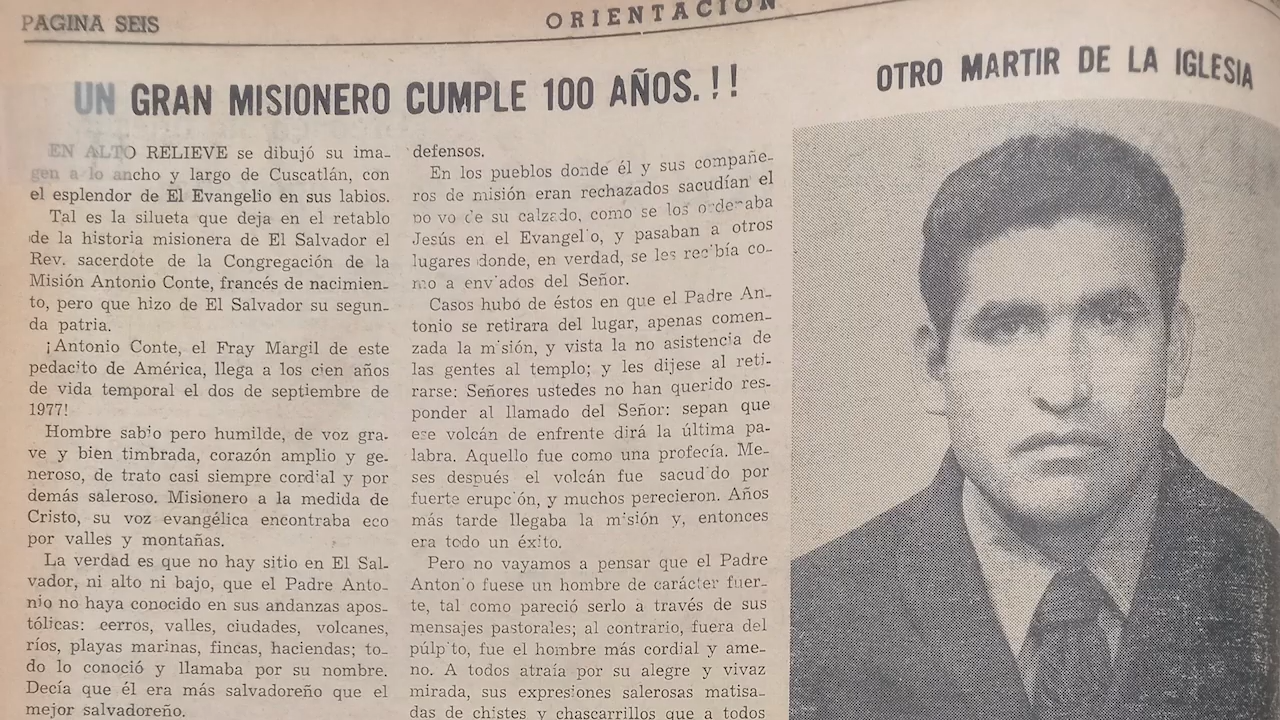 PAGINA SEIS
ORIENTACION
UN GRAN MISIONERO CUMPLE 100 AÑOS.!!
EN ALTO RELIEVE se dibujó su ima-
gen a lo ancho y largo de Cuscatlán, con
el esplendor de El Evangelio en sus labios.
Tal es la silueta que deja en el retablo
de la historia misionera de El Salvador el
Rev. sacerdote de la Congregación de la
Misión Antonio Conte, francés de nacimien-
to, pero que hizo de El Salvador su segun-
da patria.
¡Antonio Conte, el Fray Margil de este
pedacito de América, llega a los cien años
de vida temporal el dos de septiembre de
1977!
Hombre sabio pero humilde, de voz gra-
ve y bien timbrada, corazón amplio y ge-
neroso, de trato casi siempre cordial y por
demás saleroso. Misionero a la medida de
Cristo, su voz evangélica encontraba eco
por valles y montañas.
La verdad es que no hay sitio en El Sal-
vador, ni alto ni bajo, que el Padre Anto-
nio no haya conocido en sus andanzas apos-
tólicas: cerros, valles, ciudades, volcanes,
ríos, playas marinas, fincas, haciendas; to-
do lo conoció y llamaba por su nombre.
Decía que él era más salvadoreño que el
mejor salvadoreño.
defensos.
En los pueblos donde él y sus compañe-
ros de misión eran rechazados sacudían el
polvo de su calzado, como se los ordenaba
Jesús en el Evangelio, y pasaban a otros
lugares donde, en verdad, se les recibía co-
mo a enviados del Señor.
Casos hubo de éstos en que el Padre An-
tonio se retirara del lugar, apenas comen-
zada la misión, y vista la no asistencia de
las gentes al templo; y les dijese al reti-
rarse: Señores ustedes no han querido res-
ponder al llamado del Señor: sepan que
ese volcán de enfrente dirá la última pa-
labra. Aquello fue como una profecía. Me-
ses después el volcán fue sacudido por
fuerte erupción, y muchos perecieron. Años
más tarde llegaba la misión y, entonces
era todo un éxito.
Pero no vayamos a pensar que el Padre
Antonio fuese un hombre de carácter fuer-
te, tal como pareció serlo a través de sus
mensajes pastorales; al contrario, fuera del
púlpito, fue el hombre más cordial y ame-
no. A todos atraía por su alegre y vivaz
mirada, sus expresiones salerosas matisa-
das de chistes y chascarrillos que a todos
OTRO MARTIR DE LA IGLESIA